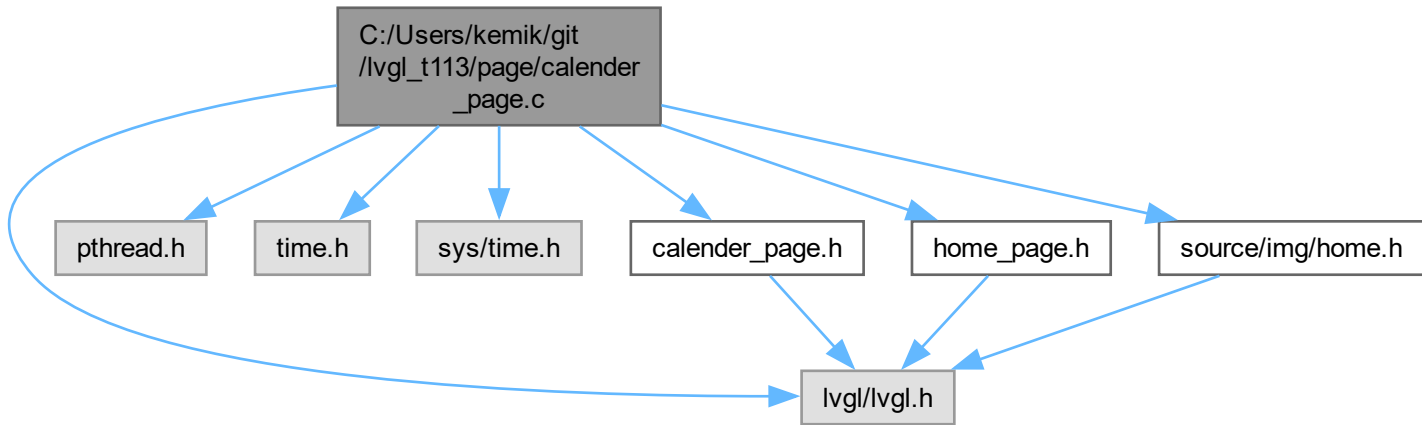 C:/Users/kemik/git
/lvgl_t113/page/calender
_page.c
pthread.h
time.h
sys/time.h
calender_page.h
home_page.h
source/img/home.h
lvgl/lvgl.h